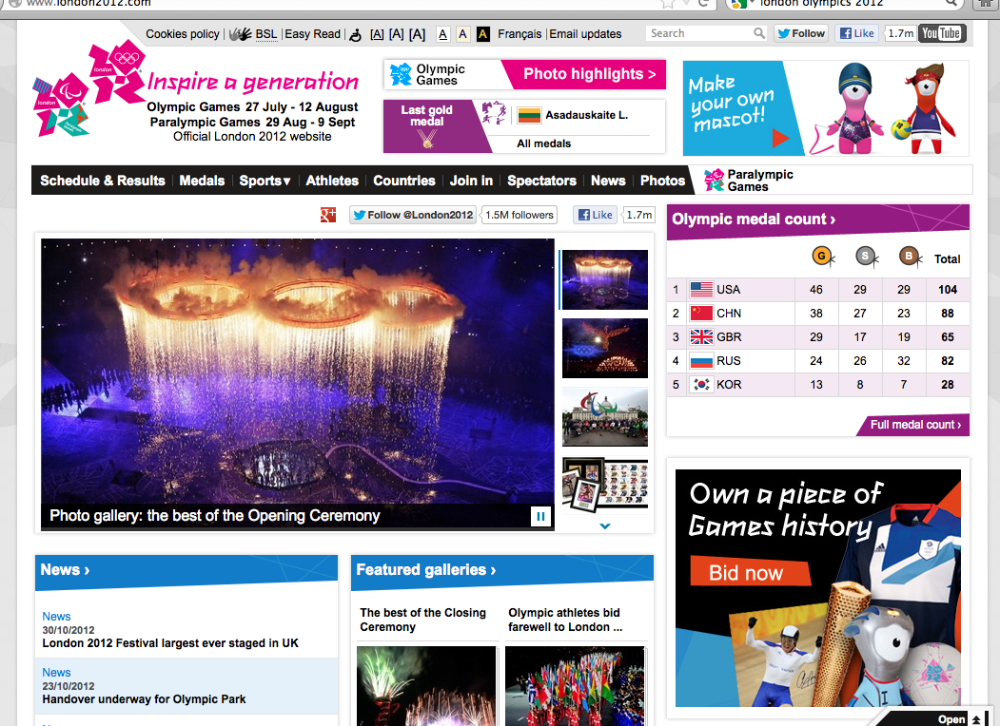 www.london2012.com
london olympics 2012
Cookies policy | BSL | Easy Read | [A] [A] [A] A A A Français | Email updates
Search
Follow
Like
1.7m
You Tube
london
london
Inspire a generation
Olympic Games 27 July - 12 August
Paralympic Games 29 Aug - 9 Sept
Official London 2012 website
Olympic Games
Photo highlights >
Last gold medal
Asadauskaite L.
All medals
Make your own mascot!
Schedule & Results | Medals | Sports▾ | Athletes | Countries | Join in | Spectators | News | Photos
Paralympic Games
Follow @London2012
1.5M followers
Like
1.7m
Photo gallery: the best of the Opening Ceremony
Olympic medal count ›
G S B Total
1 USA 46 29 29 104
2 CHN 38 27 23 88
3 GBR 29 17 19 65
4 RUS 24 26 32 82
5 KOR 13 8 7 28
Full medal count ›
Own a piece of
Games history
Bid now
News ›
News
30/10/2012
London 2012 Festival largest ever staged in UK
News
23/10/2012
Handover underway for Olympic Park
Featured galleries ›
The best of the Closing Ceremony
Olympic athletes bid farewell to London ...
Open